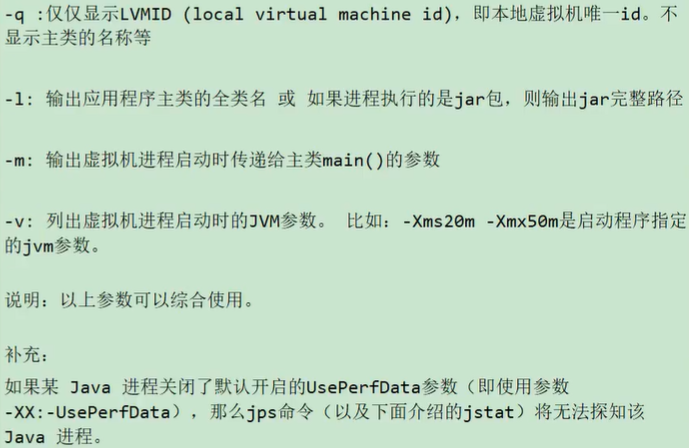 -q :仅仅显示LVMID (local virtual machine id)，即本地虚拟机唯一id。不
显示主类的名称等
-l: 输出应用程序主类的全类名 或 如果进程执行的是jar包，则输出jar完整路径
-m: 输出虚拟机进程启动时传递给主类main()的参数
-v: 列出虚拟机进程启动时的JVM参数。 比如：-Xms20m -Xmx50m是启动程序指定
的jvm参数。
说明：以上参数可以综合使用。
补充：
如果某 Java 进程关闭了默认开启的UsePerfData参数（即使用参数
-XX:-UsePerfData），那么jps命令（以及下面介绍的jstat）将无法探知该
Java 进程。